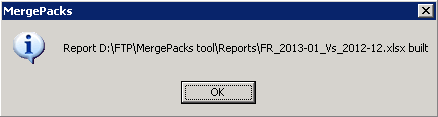 MergePacks
Report D:\FTP\MergePacks tool\Reports\FR_2013-01_Vs_2012-12.xlsx built
OK